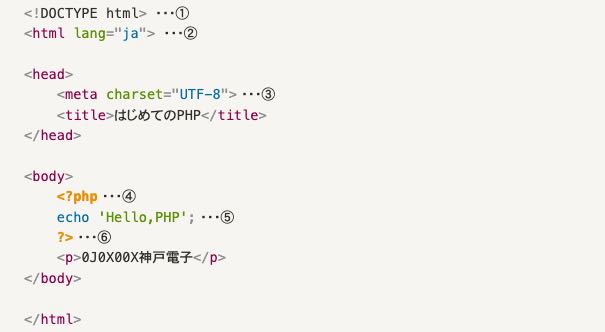 <!DOCTYPE html> ･･･①
<html lang="ja"> ･･･②
<head>
<meta charset="UTF-8">･･･③
<title>はじめてのPHP</title>
</head>
<body>
<?php ･･･④
echo 'Hello,PHP'; ･･･⑤
?> ･･･⑥
<p>0J0X00X神戸電子</p>
</body>
</html>